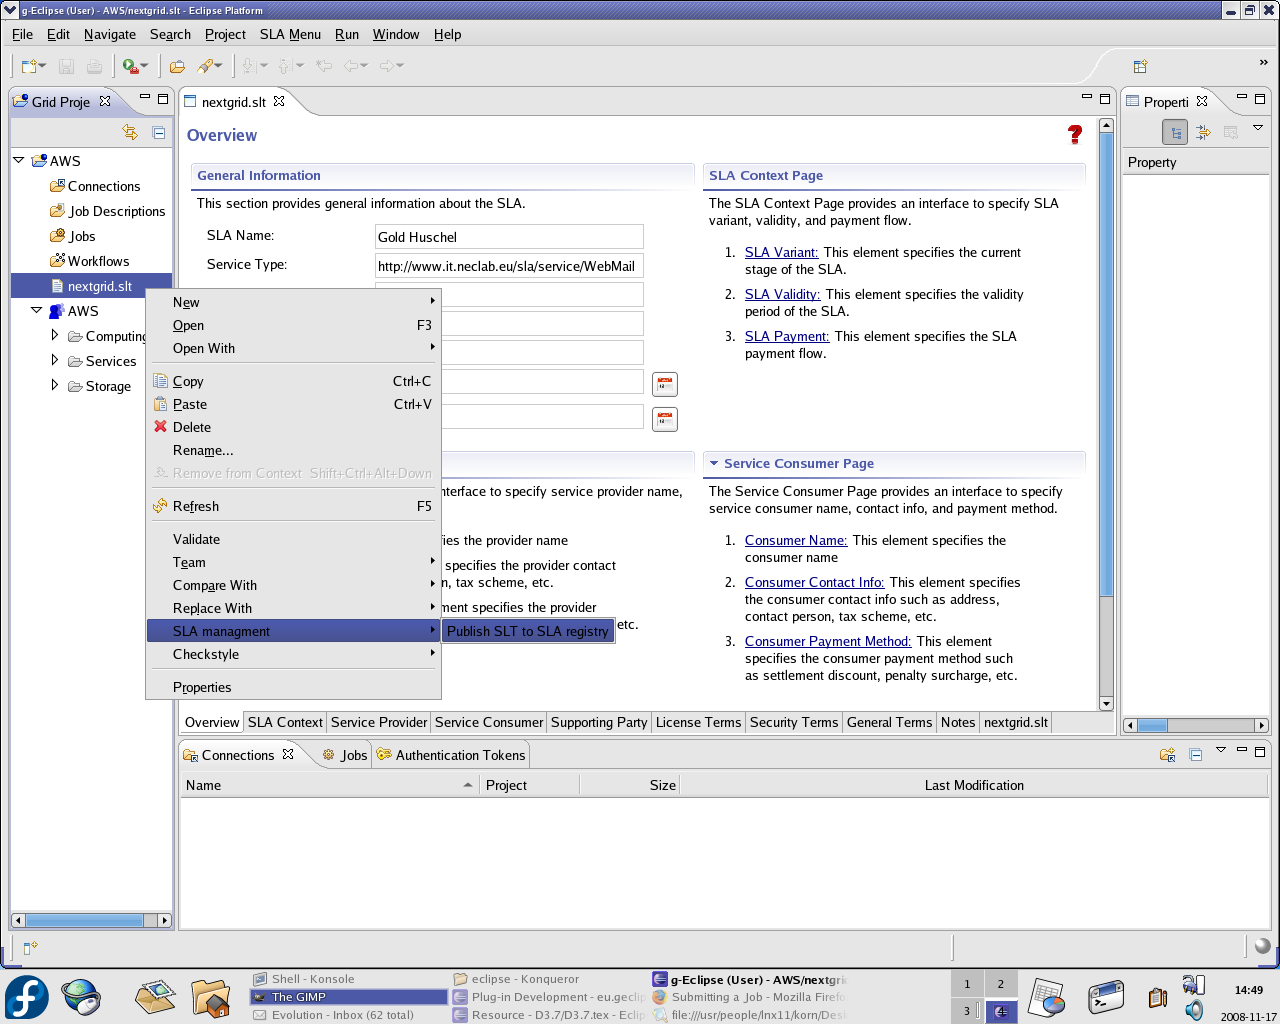 g-Eclipse (User) - AWS/nextgrid.slt - Eclipse Platform
File Edit Navigate Search Project SLA Menu Run Window Help
Grid Proje
AWS
Connections
Job Descriptions
Jobs
Workflows
nextgrid.slt
AWS
Computing
Services
Storage
New
Open F3
Open With
Copy Ctrl+C
Paste Ctrl+V
Delete
Rename...
Remove from Context Shift+Ctrl+Alt+Down
Refresh F5
Validate
Team
Compare With
Replace With
SLA managment
Publish SLT to SLA registry
Checkstyle
Properties
nextgrid.slt
Overview
General Information
This section provides general information about the SLA.
SLA Name: Gold Huschel
Service Type: http://www.it.neclab.eu/sla/service/WebMail
nterface to specify service provider name,
ies the provider name
specifies the provider contact
n, tax scheme, etc.
ment specifies the provider
etc.
SLA Context Page
The SLA Context Page provides an interface to specify SLA
variant, validity, and payment flow.
1. SLA Variant: This element specifies the current
stage of the SLA.
2. SLA Validity: This element specifies the validity
period of the SLA.
3. SLA Payment: This element specifies the SLA
payment flow.
Service Consumer Page
The Service Consumer Page provides an interface to specify
service consumer name, contact info, and payment method.
1. Consumer Name: This element specifies the
consumer name
2. Consumer Contact Info: This element specifies
the consumer contact info such as address,
contact person, tax scheme, etc.
3. Consumer Payment Method: This element
specifies the consumer payment method such
as settlement discount, penalty surcharge, etc.
Overview SLA Context Service Provider Service Consumer Supporting Party License Terms Security Terms General Terms Notes nextgrid.slt
Properti
Property
Connections Jobs Authentication Tokens
Name Project Size Last Modification
Shell - Konsole
The GIMP
Evolution - Inbox (62 total)
eclipse - Konqueror
Plug-in Development - eu.geclip
Resource - D3.7/D3.7.tex - Eclip
g-Eclipse (User) - AWS/nextgri
Submitting a Job - Mozilla Firefo
file:///usr/people/lnx11/korn/Des
1 2
3 4
14:49
2008-11-17